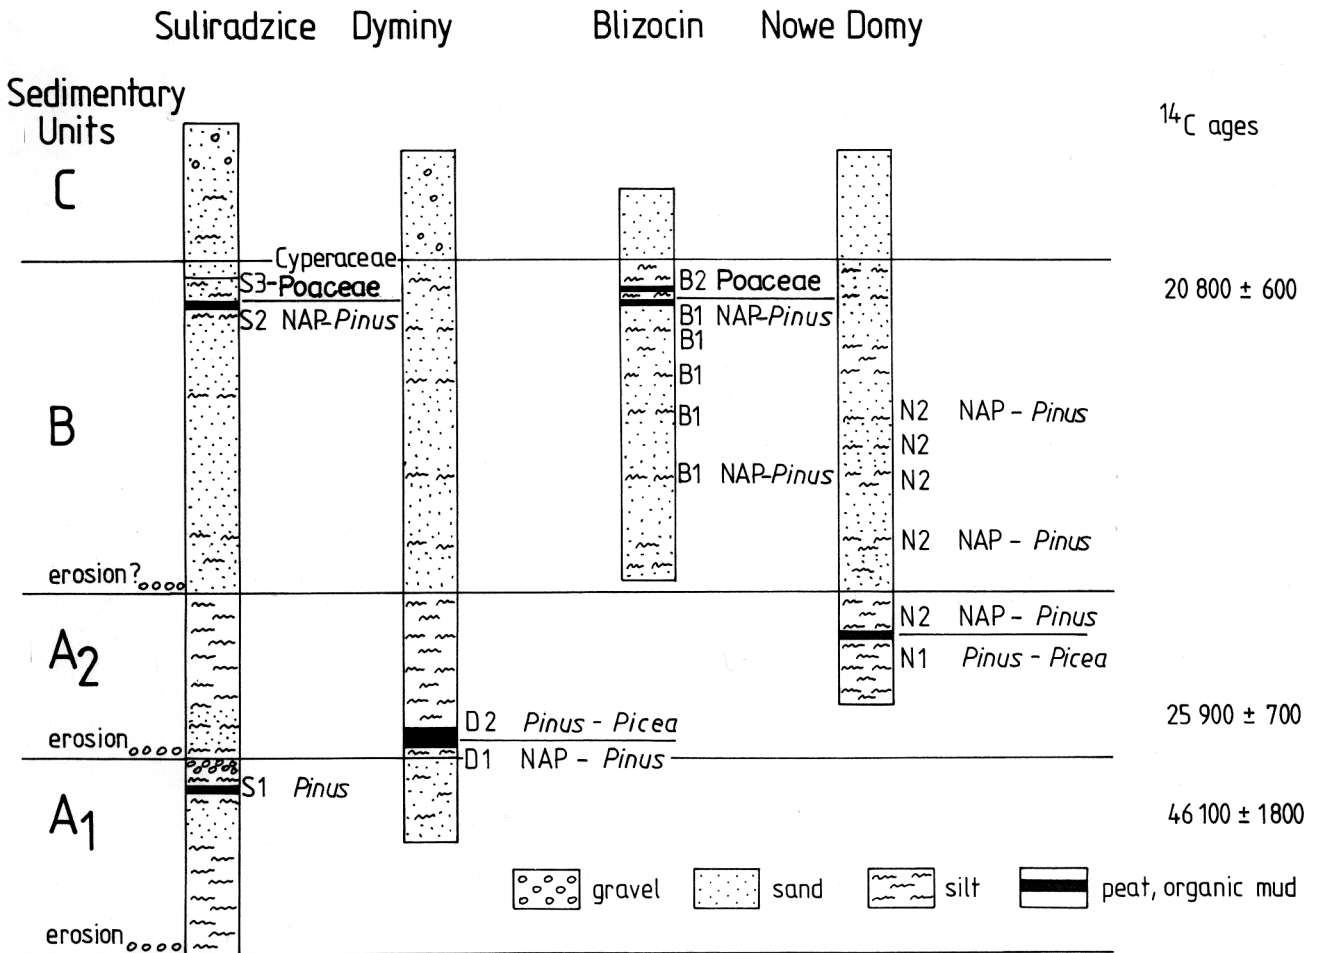 Suliradzice Dyminy Blizocin Nowe Domy
Sedimentary
Units
14C ages
C
Cyperaceae
S3-Poaceae
B2 Poaceae
20 800 ± 600
S2 NAP-Pinus
B1 NAP-Pinus
B1
B1
B
B1
N2 NAP - Pinus
N2
B1 NAP-Pinus
N2
N2 NAP - Pinus
erosion?
N2 NAP - Pinus
A2
N1 Pinus - Picea
D2 Pinus - Picea
25 900 ± 700
erosion
D1 NAP - Pinus
S1 Pinus
A1
46 100 ± 1800
gravel sand silt peat, organic mud
erosion